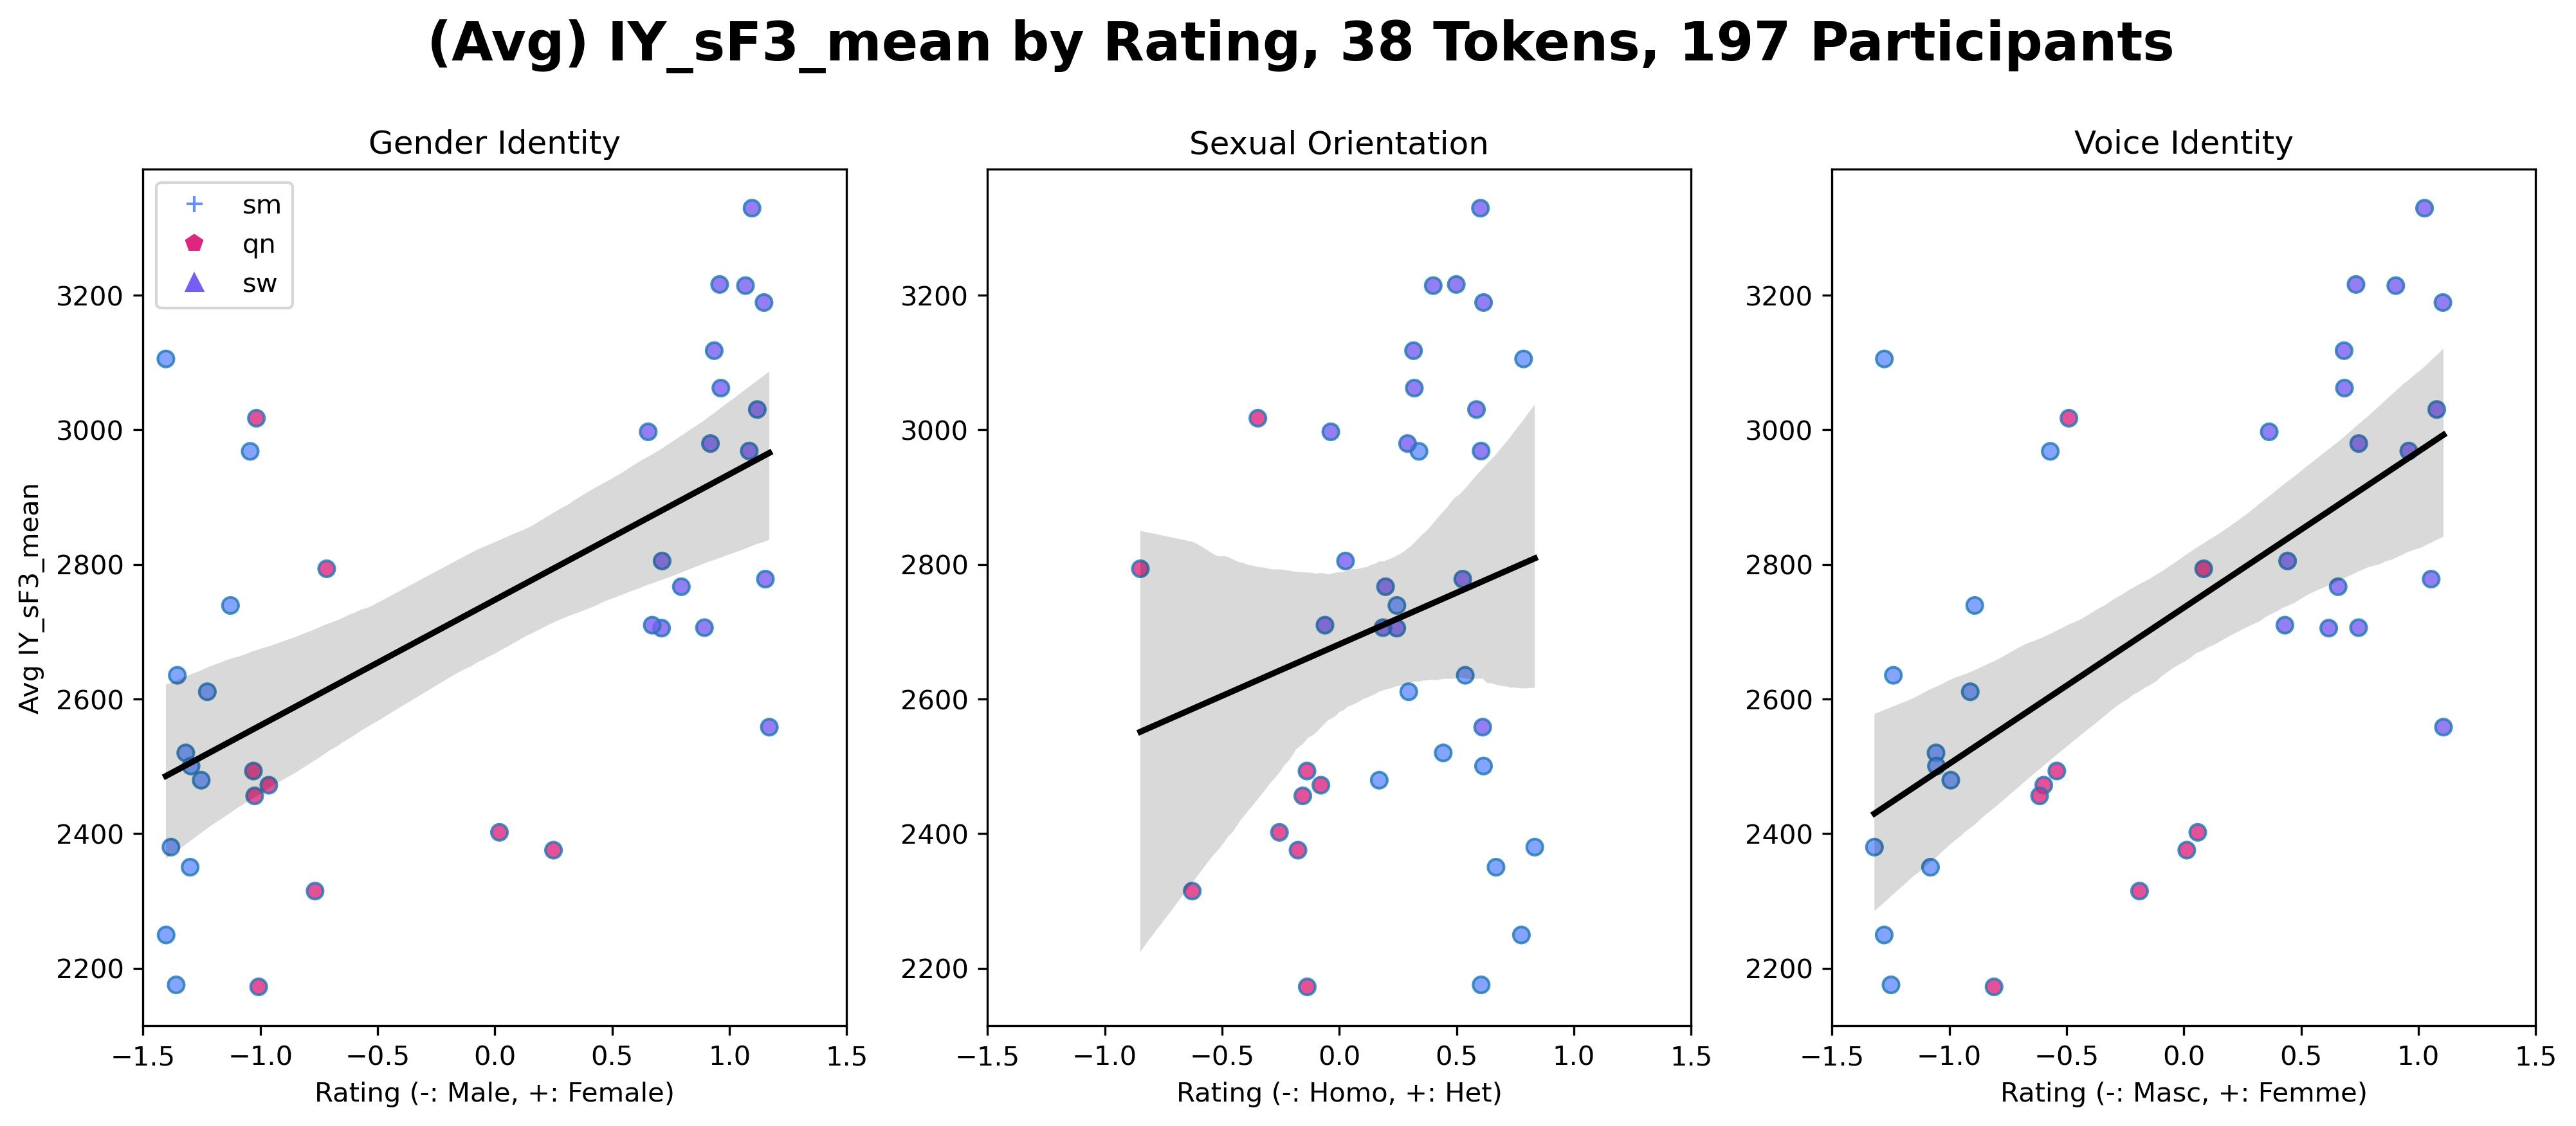 (Avg) IY_sF3_mean by Rating, 38 Tokens, 197 Participants
Gender Identity
sm
qn
sw
Avg IY_sF3_mean
3200
3000
2800
2600
2400
2200
−1.5 −1.0 −0.5 0.0 0.5 1.0 1.5
Rating (-: Male, +: Female)
Sexual Orientation
3200
3000
2800
2600
2400
2200
−1.5 −1.0 −0.5 0.0 0.5 1.0 1.5
Rating (-: Homo, +: Het)
Voice Identity
3200
3000
2800
2600
2400
2200
−1.5 −1.0 −0.5 0.0 0.5 1.0 1.5
Rating (-: Masc, +: Femme)